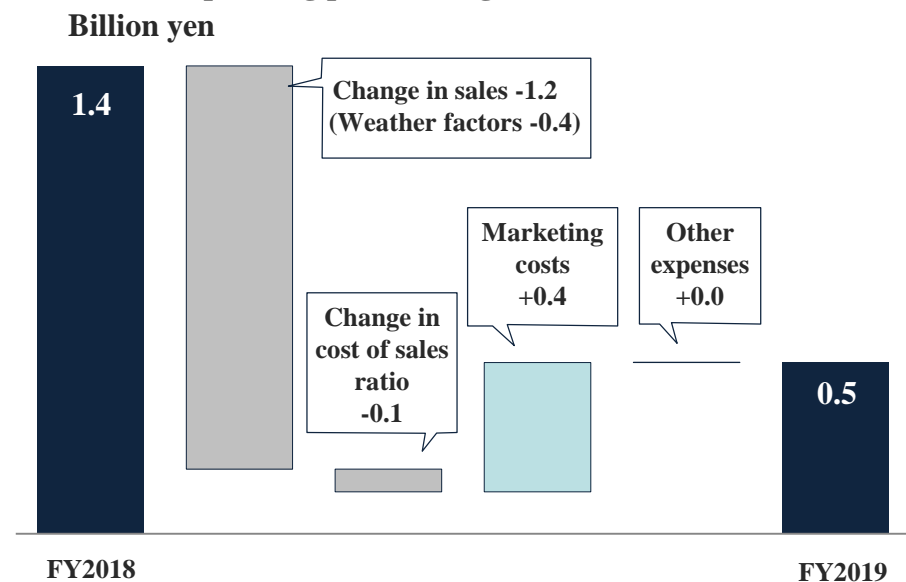 Billion yen
1.4
Change in sales -1.2
(Weather factors -0.4)
Change in
cost of sales
ratio
-0.1
Marketing
costs
+0.4
Other
expenses
+0.0
0.5
FY2018
FY2019